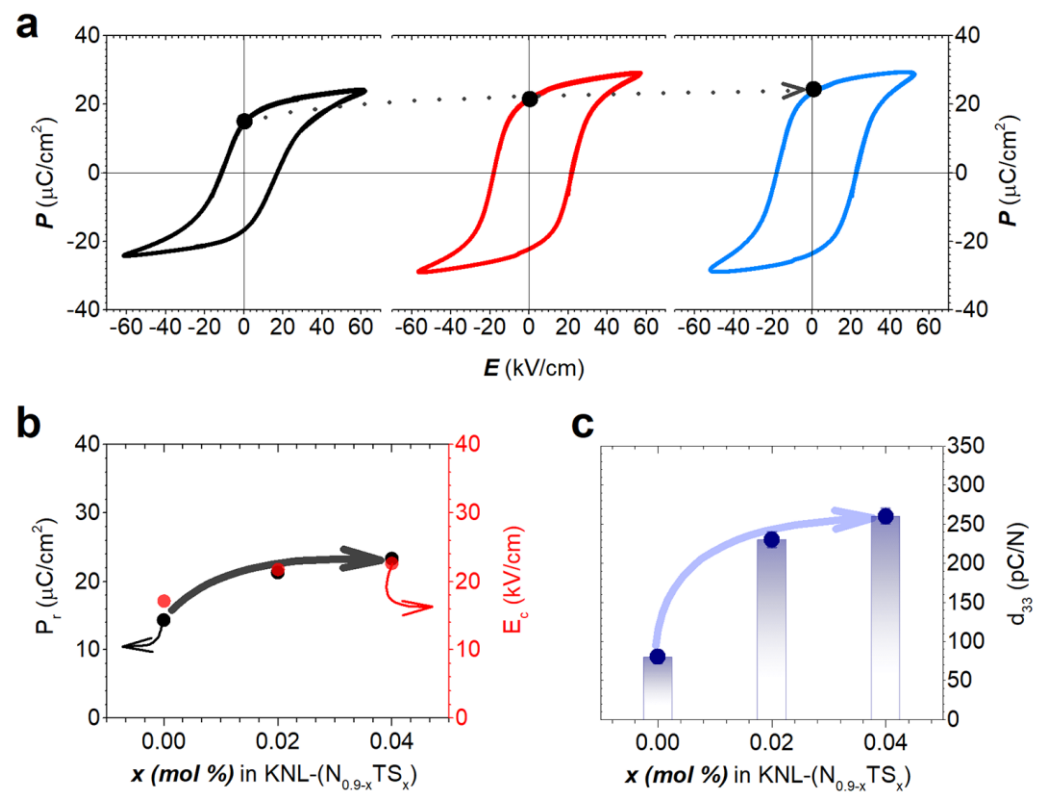 a
40 40
20 20
0 0
-20 -20
-40 -40
P (μC/cm²) P (μC/cm²)
-60 -40 -20 0 20 40 60 -60 -40 -20 0 20 40 60 -60 -40 -20 0 20 40 60
E (kV/cm)
b
40 40
30 30
20 20
10 10
0 0
Pr (μC/cm²) Ec (kV/cm)
0.00 0.02 0.04
x (mol %) in KNL-(N0.9-xTSx)
c
350
300
250
200
150
100
50
0
d33 (pC/N)
0.00 0.02 0.04
x (mol %) in KNL-(N0.9-xTSx)